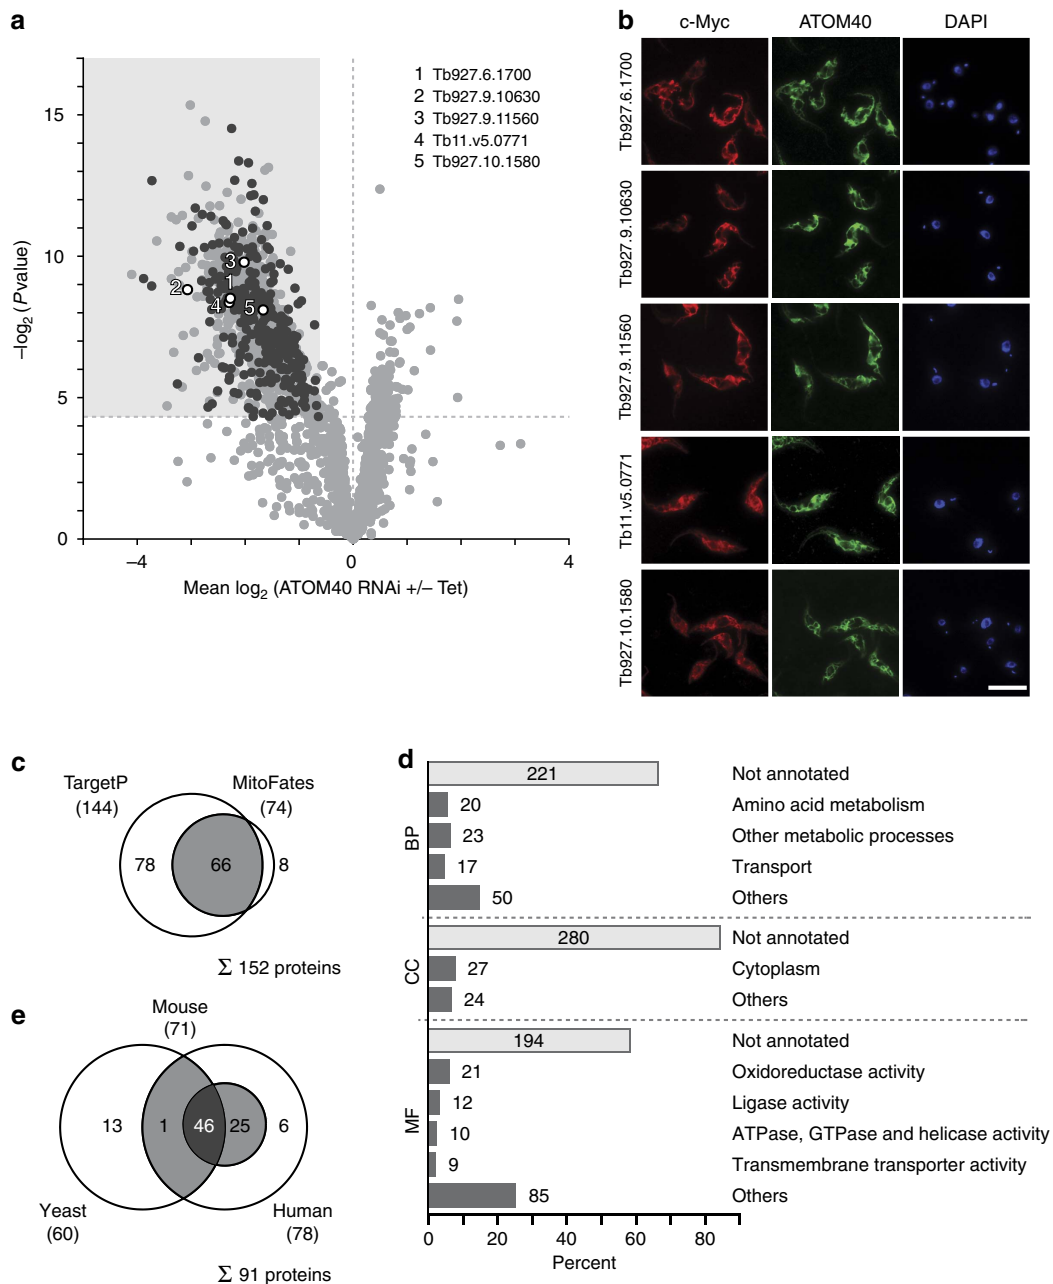 a
15
10
5
0
–log2 (Pvalue)
–4
0
4
Mean log2 (ATOM40 RNAi +/– Tet)
1 Tb927.6.1700
2 Tb927.9.10630
3 Tb927.9.11560
4 Tb11.v5.0771
5 Tb927.10.1580
3
2
1
4
5
b
c-Myc
ATOM40
DAPI
Tb927.6.1700
Tb927.9.10630
Tb927.9.11560
Tb11.v5.0771
Tb927.10.1580
c
TargetP
(144)
MitoFates
(74)
78
66
8
Σ 152 proteins
d
BP
221 Not annotated
20 Amino acid metabolism
23 Other metabolic processes
17 Transport
50 Others
CC
280 Not annotated
27 Cytoplasm
24 Others
MF
194 Not annotated
21 Oxidoreductase activity
12 Ligase activity
10 ATPase, GTPase and helicase activity
9 Transmembrane transporter activity
85 Others
0 20 40 60 80
Percent
e
Mouse
(71)
13
1
46
25
6
Yeast
(60)
Human
(78)
Σ 91 proteins